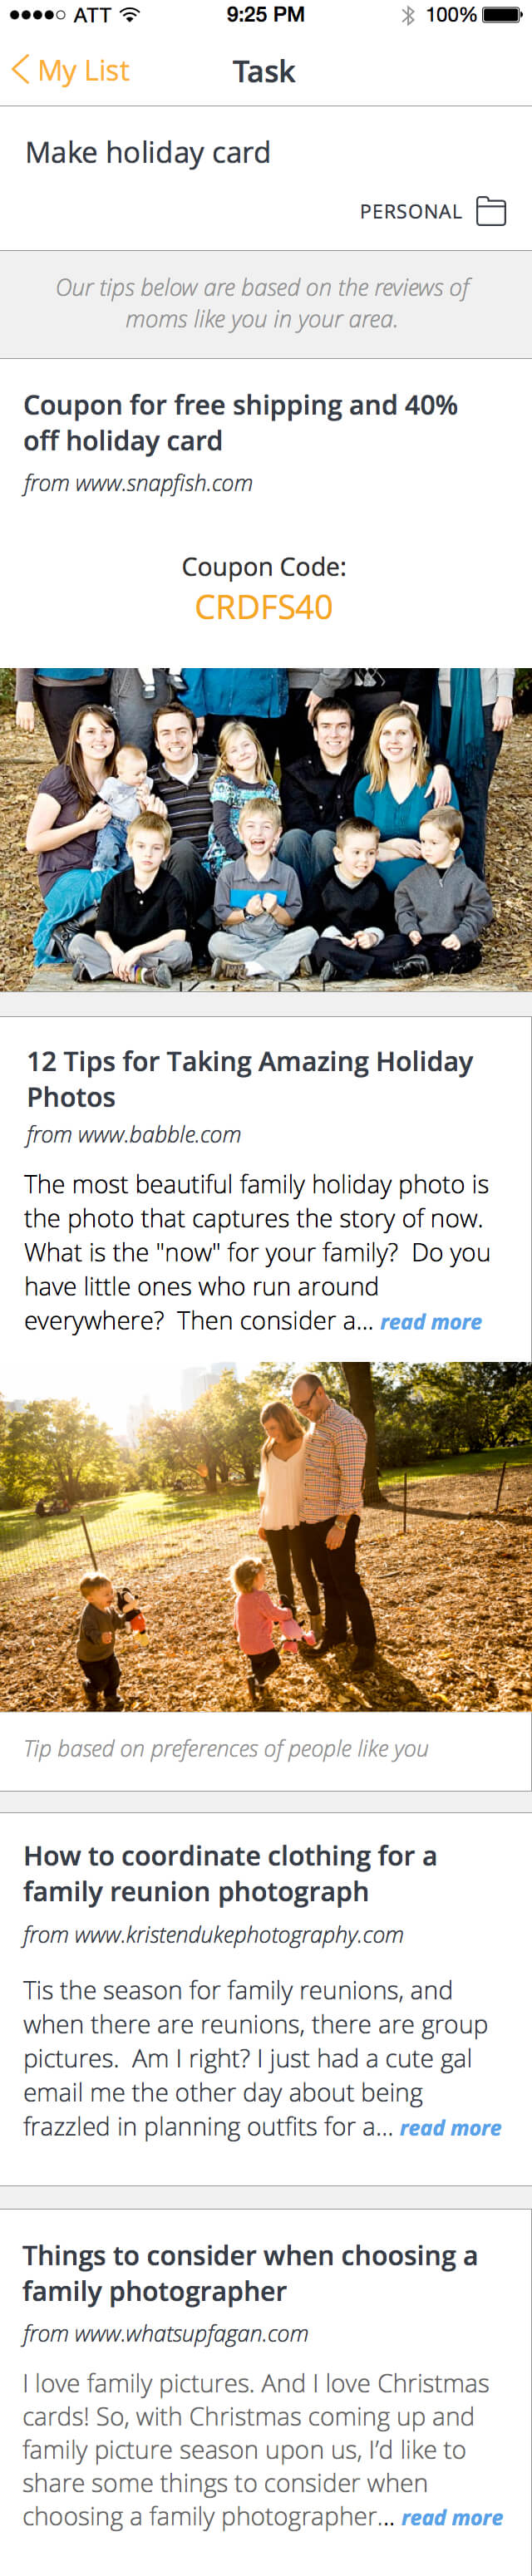 ATT 9:25 PM 100%
My List Task
Make holiday card
PERSONAL
Our tips below are based on the reviews of
moms like you in your area.
Coupon for free shipping and 40%
off holiday card
from www.snapfish.com
Coupon Code:
CRDFS40
12 Tips for Taking Amazing Holiday
Photos
from www.babble.com
The most beautiful family holiday photo is
the photo that captures the story of now.
What is the "now" for your family?  Do you
have little ones who run around
everywhere?  Then consider a... read more
Tip based on preferences of people like you
How to coordinate clothing for a
family reunion photograph
from www.kristendukephotography.com
Tis the season for family reunions, and
when there are reunions, there are group
pictures.  Am I right? I just had a cute gal
email me the other day about being
frazzled in planning outfits for a... read more
Things to consider when choosing a
family photographer
from www.whatsupfagan.com
I love family pictures. And I love Christmas
cards! So, with Christmas coming up and
family picture season upon us, I'd like to
share some things to consider when
choosing a family photographer... read more